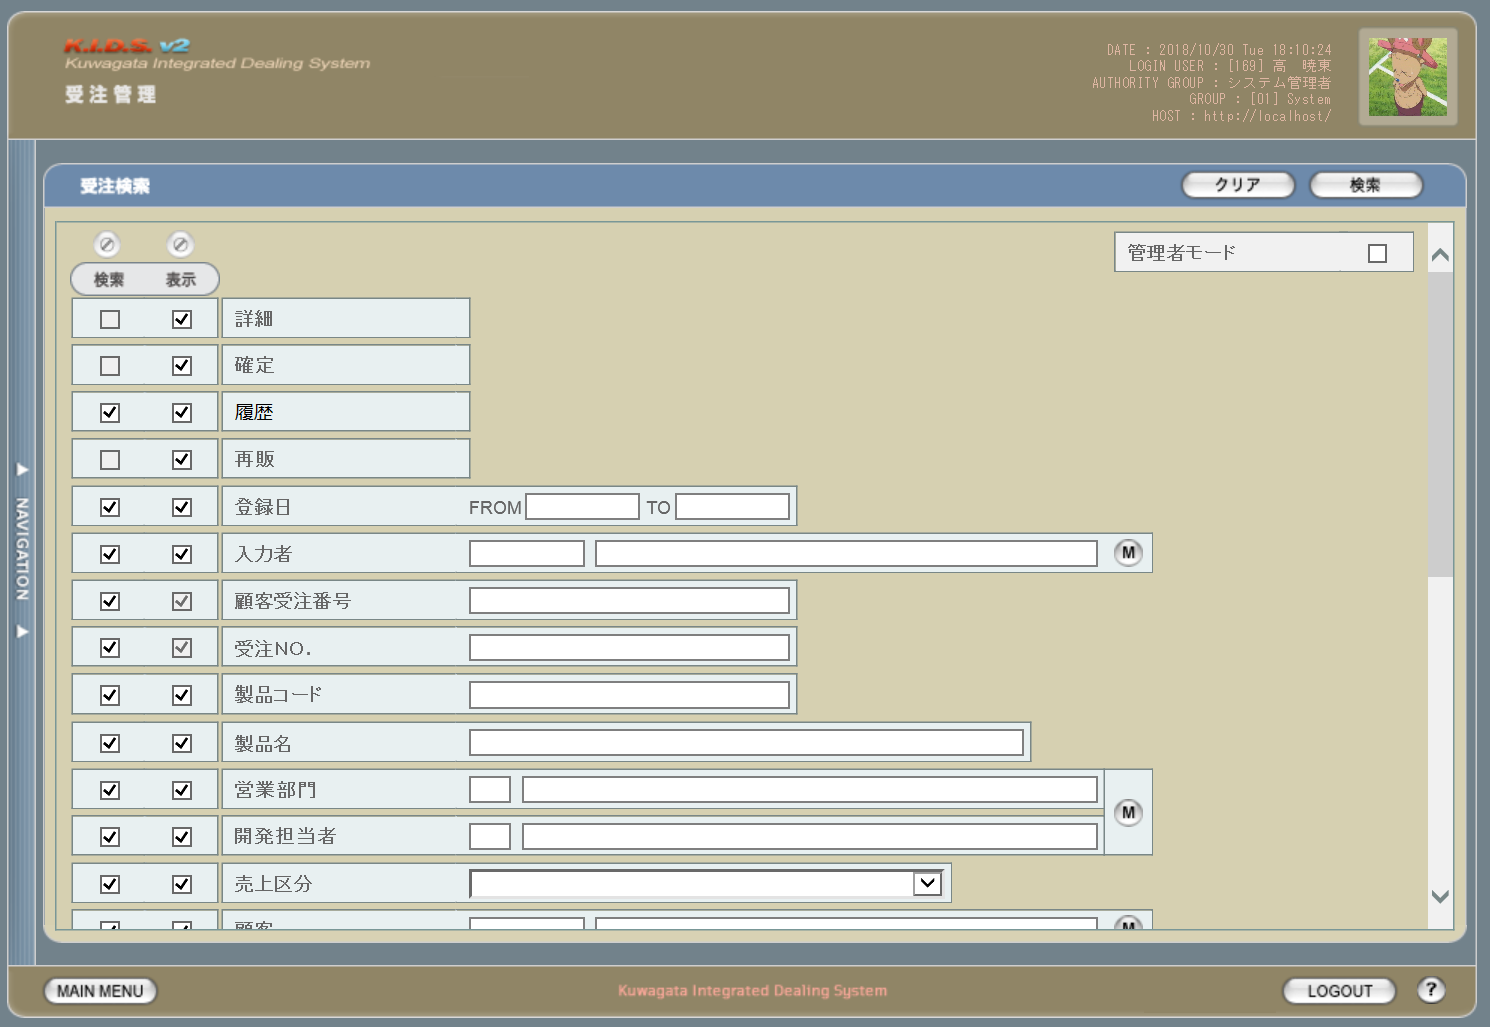 K.I.D.S. v2
Kuwagata Integrated Dealing System
受注管理
DATE : 2018/10/30 Tue 18:10:24
LOGIN USER : [169] 高　暁東
AUTHORITY GROUP : システム管理者
GROUP : [01] System
HOST : http://localhost/
受注検索
クリア
検索
検索 表示
管理者モード
詳細
確定
履歴
再販
登録日 FROM TO
入力者 M
顧客受注番号
受注NO.
製品コード
製品名
営業部門
M
開発担当者
売上区分
顧客 M
NAVIGATION
MAIN MENU
Kuwagata Integrated Dealing System
LOGOUT
?